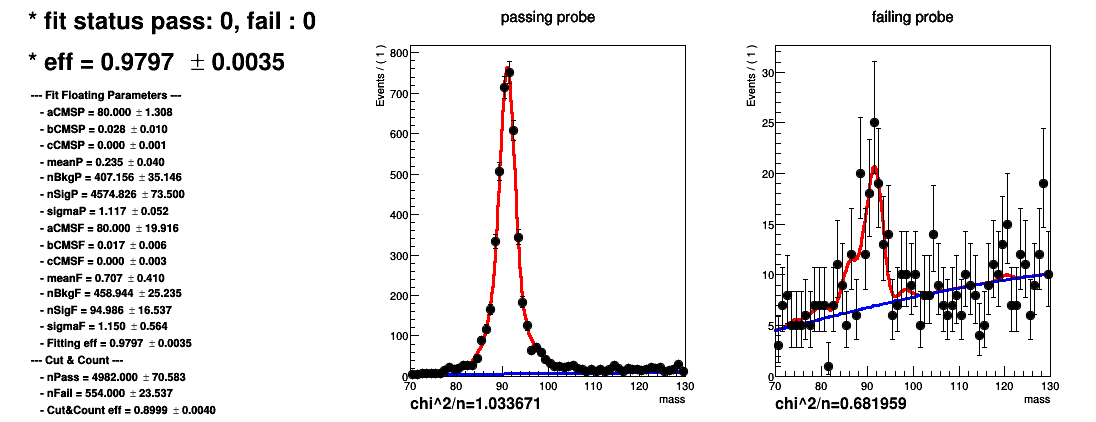 * fit status pass: 0, fail : 0
* eff = 0.9797 ± 0.0035
--- Fit Floating Parameters ---
- aCMSP = 80.000 ± 1.308
- bCMSP = 0.028 ± 0.010
- cCMSP = 0.000 ± 0.001
- meanP = 0.235 ± 0.040
- nBkgP = 407.156 ± 35.146
- nSigP = 4574.826 ± 73.500
- sigmaP = 1.117 ± 0.052
- aCMSF = 80.000 ± 19.916
- bCMSF = 0.017 ± 0.006
- cCMSF = 0.000 ± 0.003
- meanF = 0.707 ± 0.410
- nBkgF = 458.944 ± 25.235
- nSigF = 94.986 ± 16.537
- sigmaF = 1.150 ± 0.564
- Fitting eff = 0.9797 ± 0.0035
--- Cut & Count ---
- nPass = 4982.000 ± 70.583
- nFail = 554.000 ± 23.537
- Cut&Count eff = 0.8999 ± 0.0040
passing probe
Events / ( 1 )
800
700
600
500
400
300
200
100
0
70 80 90 100 110 120 130
mass
chi^2/n=1.033671
failing probe
Events / ( 1 )
30
25
20
15
10
5
0
70 80 90 100 110 120 130
mass
chi^2/n=0.681959